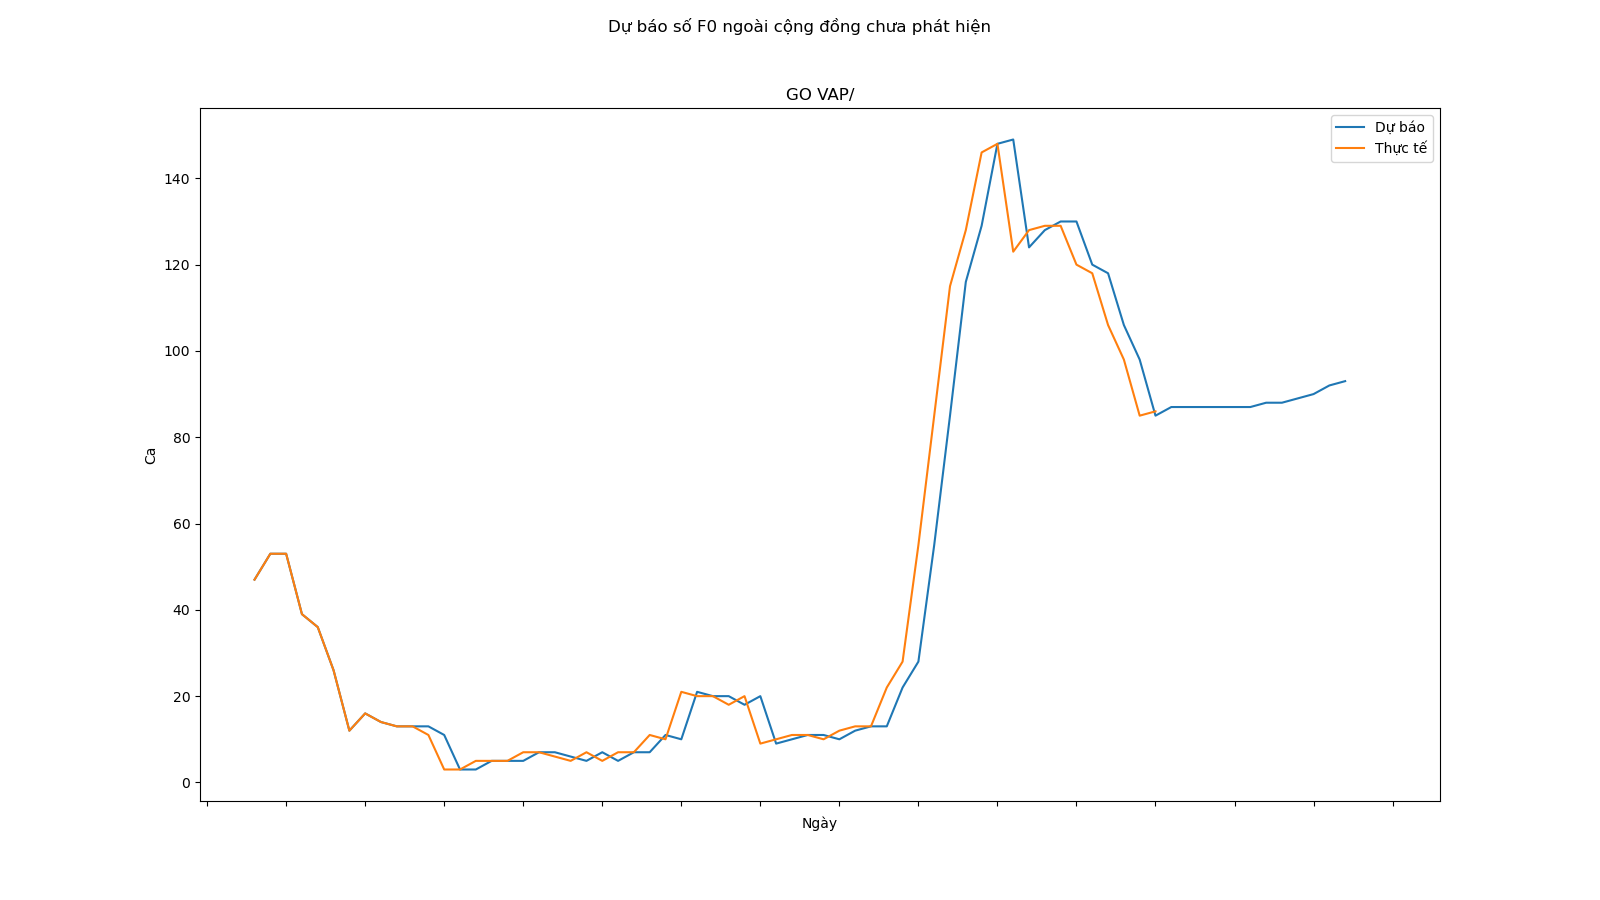 Dự báo số F0 ngoài cộng đồng chưa phát hiện
GO VAP/
Dự báo
Thực tế
140
120
100
80
60
40
20
0
Ca
Ngày